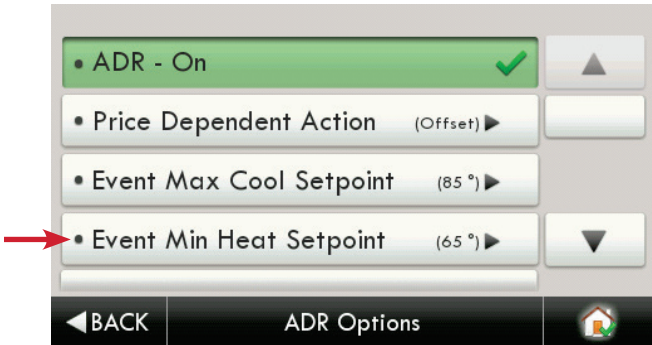 • ADR - On
• Price Dependent Action (Offset)
• Event Max Cool Setpoint (85 °)
• Event Min Heat Setpoint (65 °)
BACK ADR Options